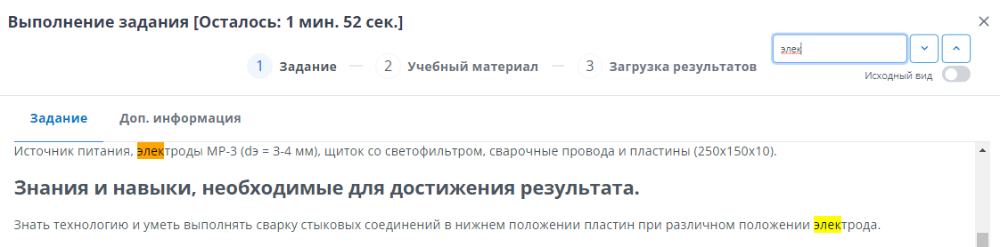 Выполнение задания [Осталось: 1 мин. 52 сек.]
элек
1 Задание — 2 Учебный материал — 3 Загрузка результатов
Исходный вид
Задание Доп. информация
Источник питания, электроды МР-3 (dэ = 3-4 мм), щиток со светофильтром, сварочные провода и пластины (250х150х10).
Знания и навыки, необходимые для достижения результата.
Знать технологию и уметь выполнять сварку стыковых соединений в нижнем положении пластин при различном положении электрода.